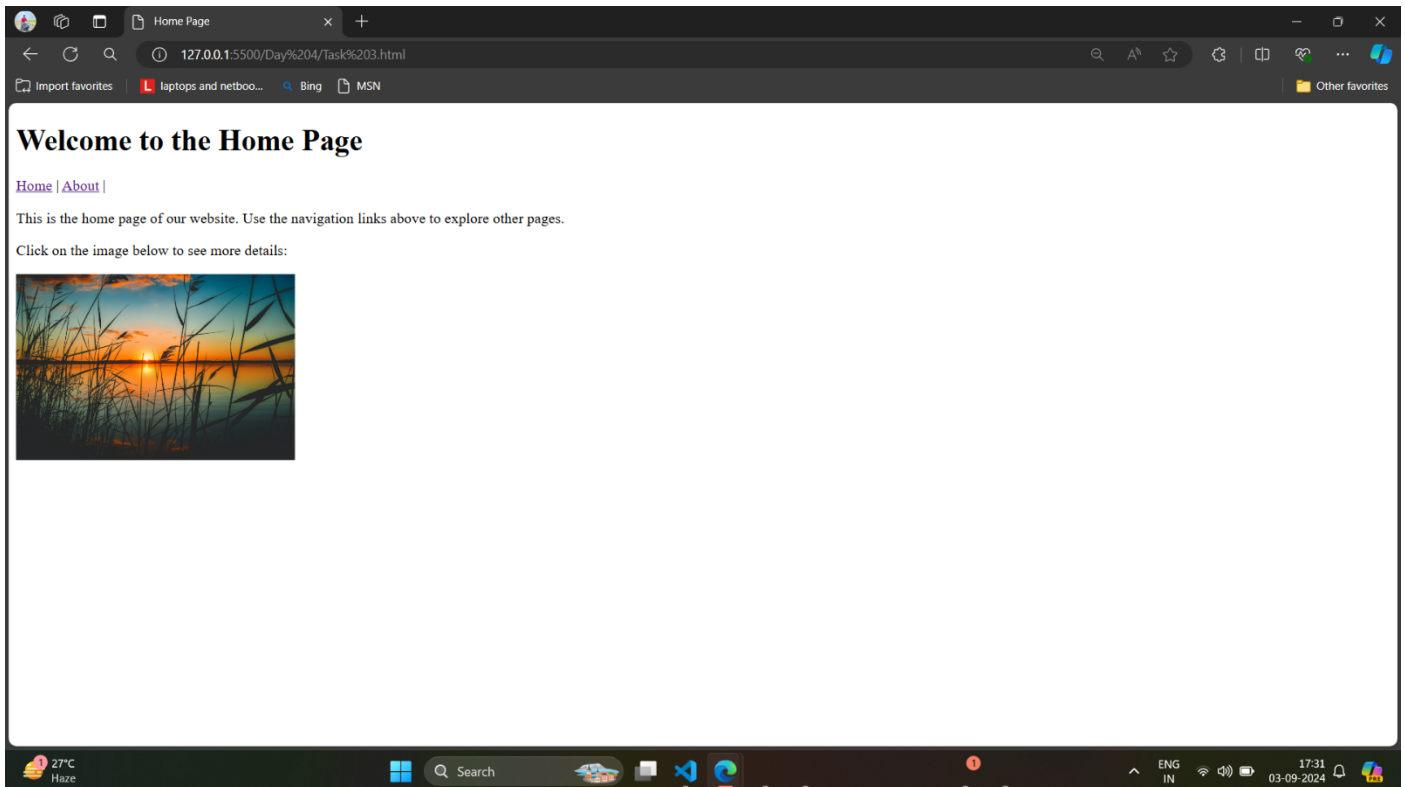 Home Page
127.0.0.1:5500/Day%204/Task%203.html
Import favorites
L laptops and netboo...
Bing
MSN
Other favorites
Welcome to the Home Page
Home | About |
This is the home page of our website. Use the navigation links above to explore other pages.
Click on the image below to see more details:
1
27°C
Haze
Search
1
ENG
IN
17:31
03-09-2024
PRE